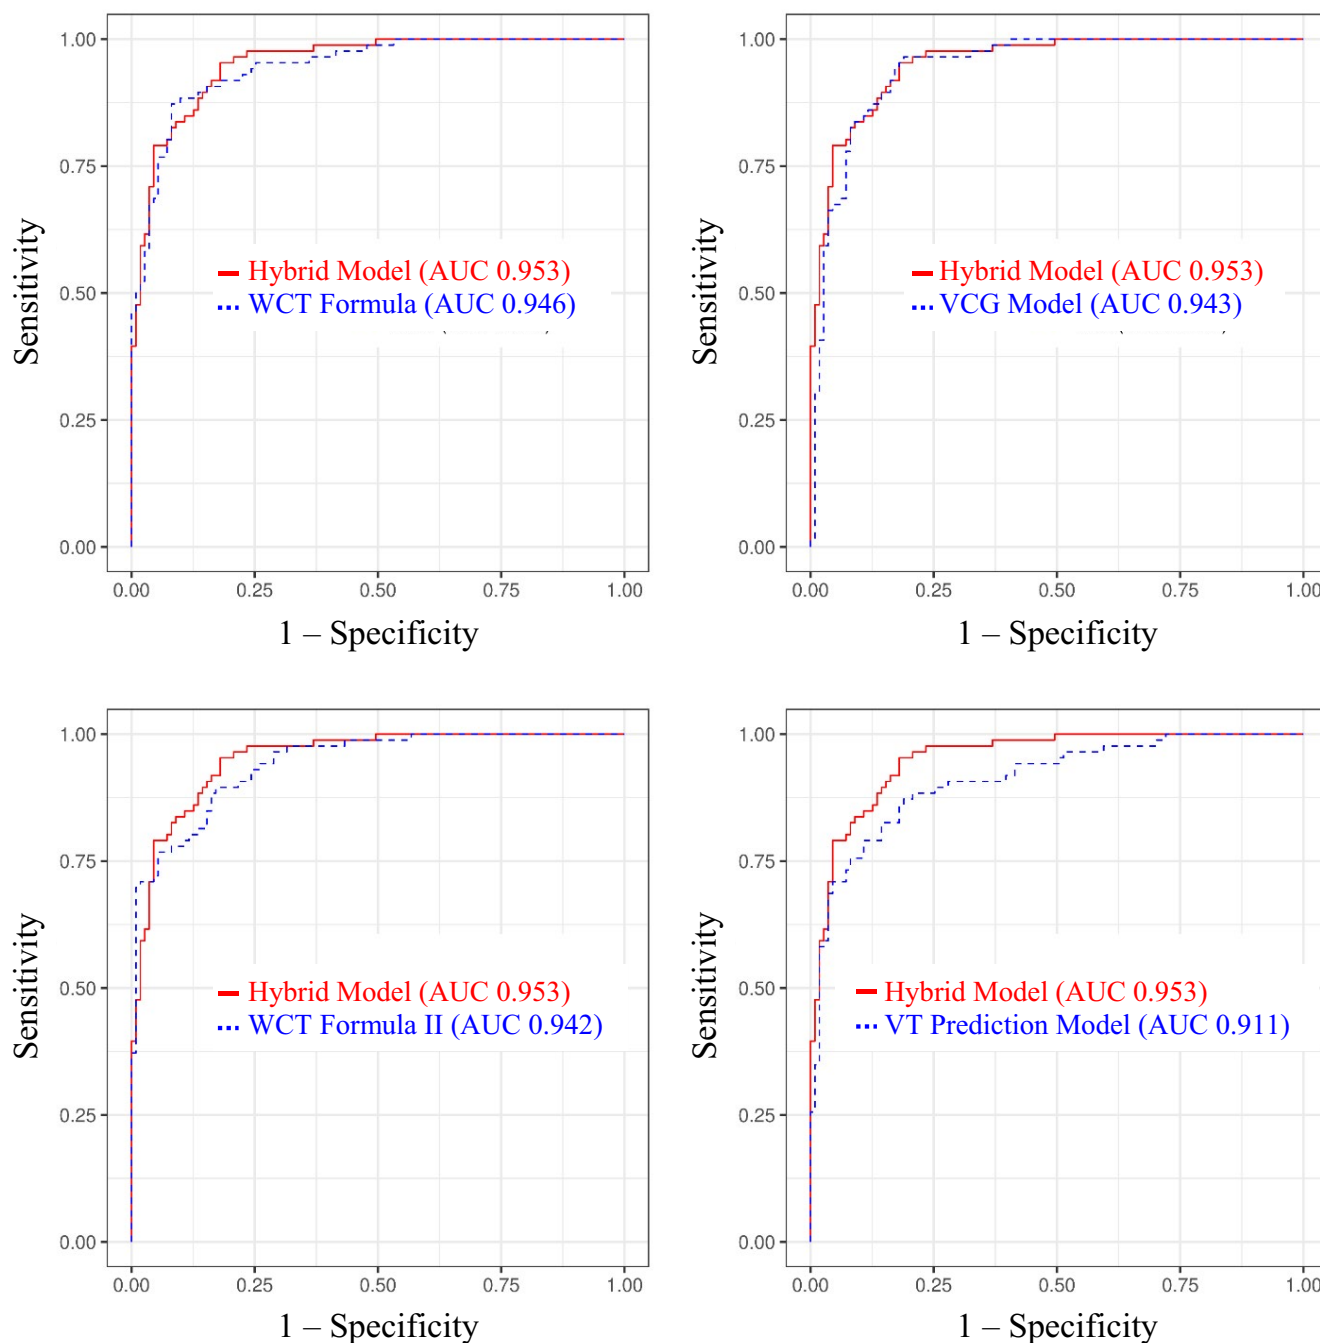 1.00
0.75
0.50
0.25
0.00
Sensitivity
Hybrid Model (AUC 0.953)
WCT Formula (AUC 0.946)
0.00 0.25 0.50 0.75 1.00
1 – Specificity
1.00
0.75
0.50
0.25
0.00
Sensitivity
Hybrid Model (AUC 0.953)
VCG Model (AUC 0.943)
0.00 0.25 0.50 0.75 1.00
1 – Specificity
1.00
0.75
0.50
0.25
0.00
Sensitivity
Hybrid Model (AUC 0.953)
WCT Formula II (AUC 0.942)
0.00 0.25 0.50 0.75 1.00
1 – Specificity
1.00
0.75
0.50
0.25
0.00
Sensitivity
Hybrid Model (AUC 0.953)
VT Prediction Model (AUC 0.911)
0.00 0.25 0.50 0.75 1.00
1 – Specificity